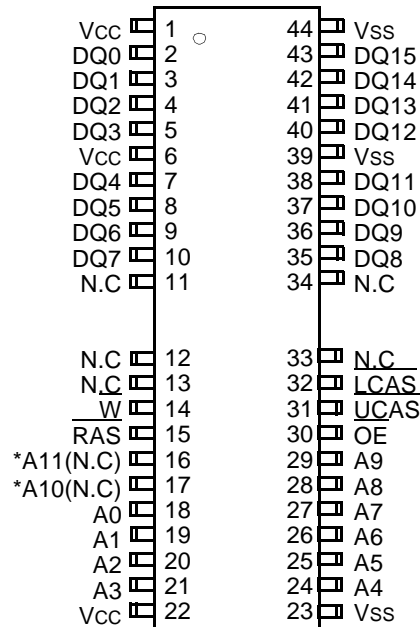 VCC 1 44 VSS
DQ0 2 43 DQ15
DQ1 3 42 DQ14
DQ2 4 41 DQ13
DQ3 5 40 DQ12
VCC 6 39 VSS
DQ4 7 38 DQ11
DQ5 8 37 DQ10
DQ6 9 36 DQ9
DQ7 10 35 DQ8
N.C 11 34 N.C
N.C 12 33 N.C
N.C 13 32 LCAS
W 14 31 UCAS
RAS 15 30 OE
*A11(N.C) 16 29 A9
*A10(N.C) 17 28 A8
A0 18 27 A7
A1 19 26 A6
A2 20 25 A5
A3 21 24 A4
VCC 22 23 VSS